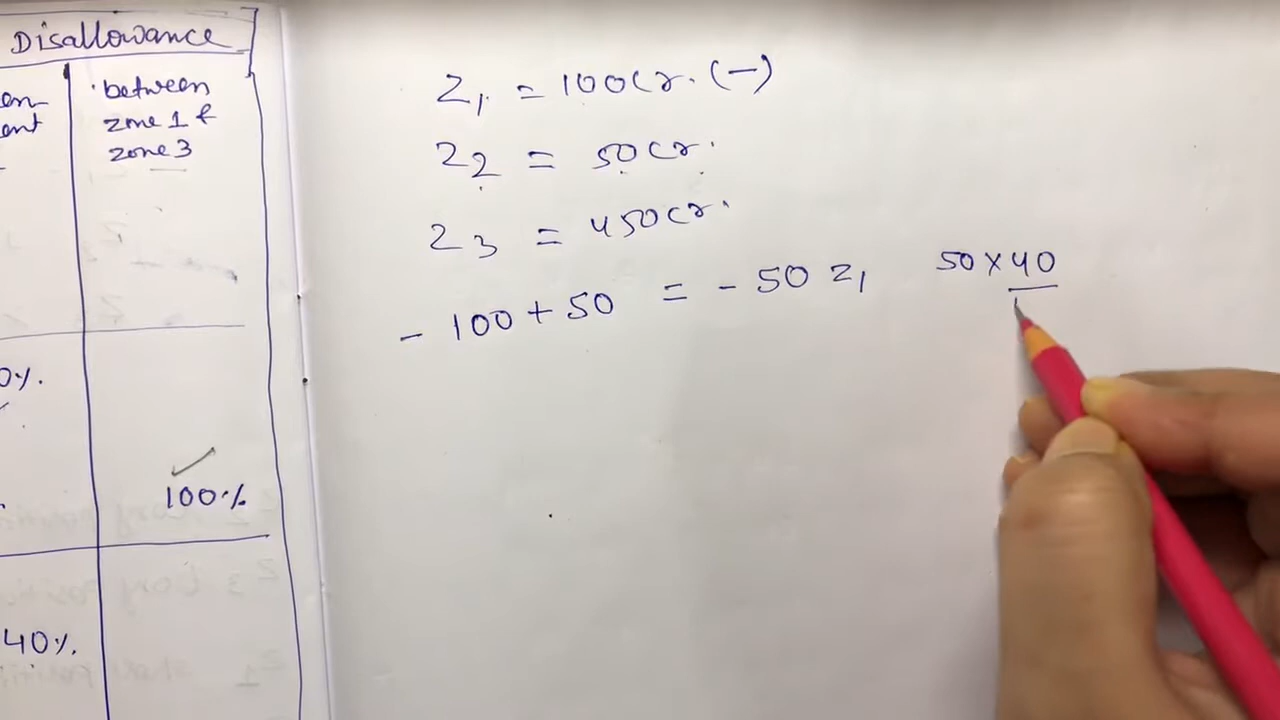 Disallowance
between
zone 1 &
zone 3
100%
40%.
Z1 = 100Cr. (-)
Z2 = 50Cr.
Z3 = 450Cr.
- 100 + 50 = - 50 Z1
50 × 40